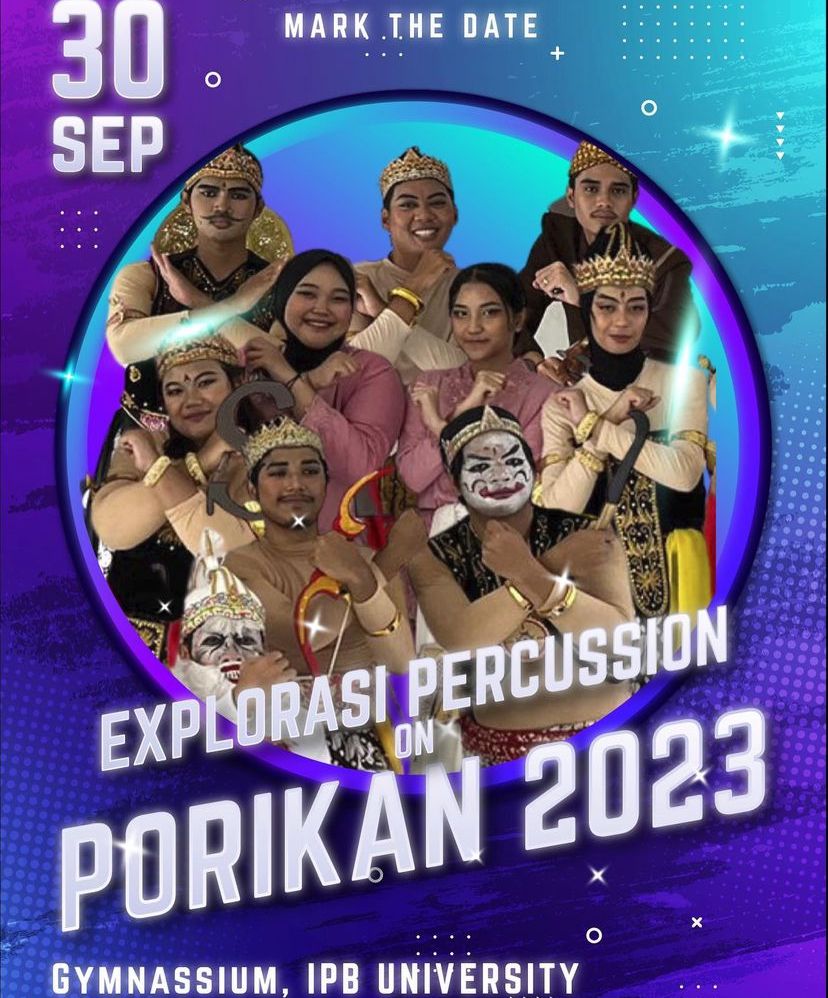 MARK THE DATE
30
SEP
EXPLORASI PERCUSSION
ON
PORIKAN 2023
GYMNASSIUM, IPB UNIVERSITY